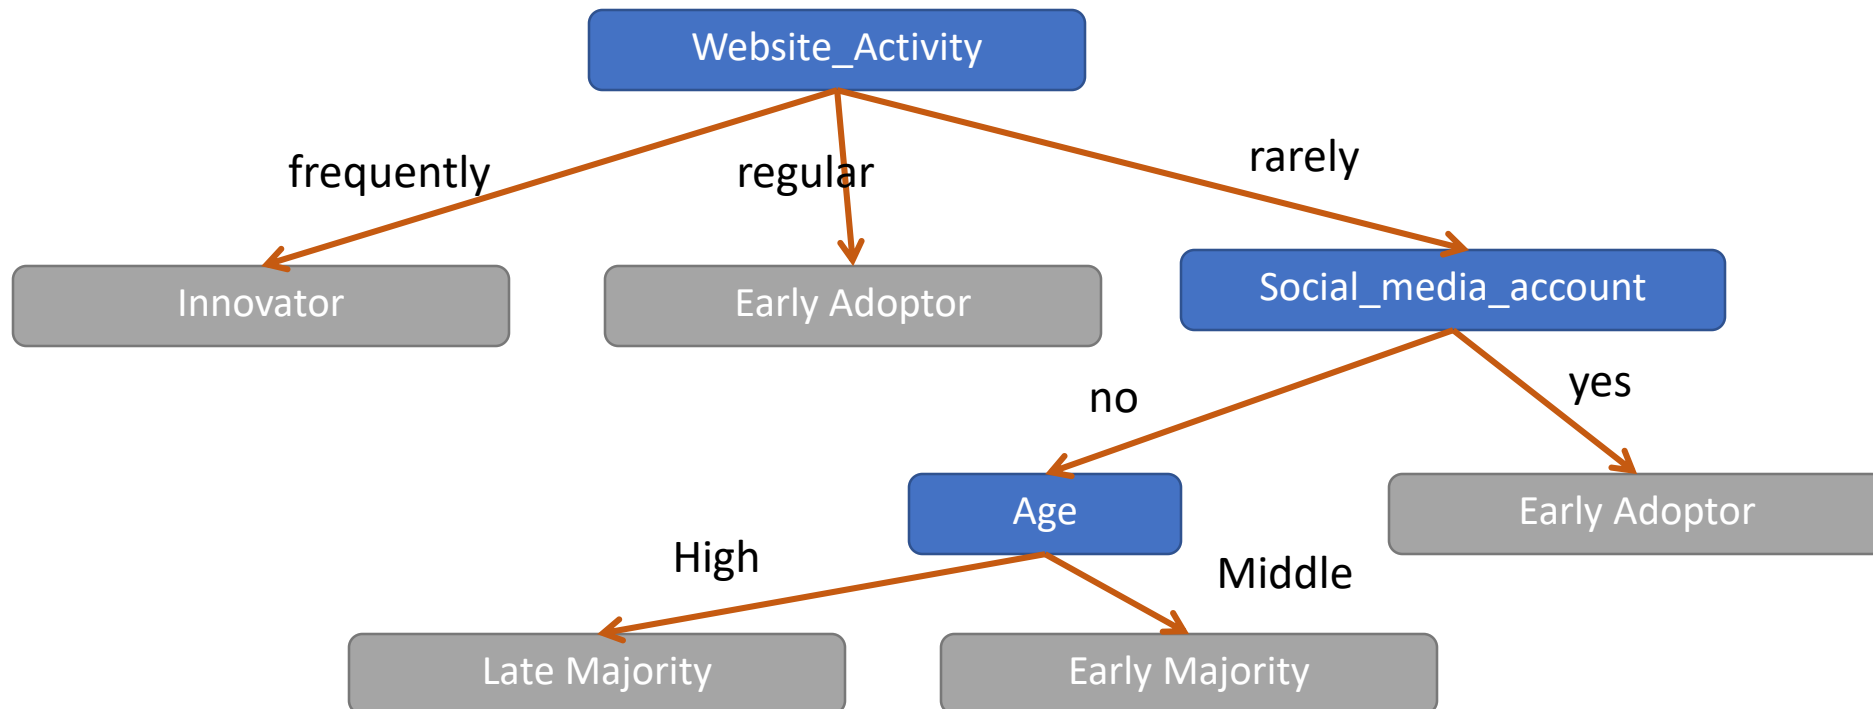 Website_Activity
frequently
regular
rarely
Innovator
Early Adoptor
Social_media_account
no
yes
Age
Early Adoptor
High
Middle
Late Majority
Early Majority